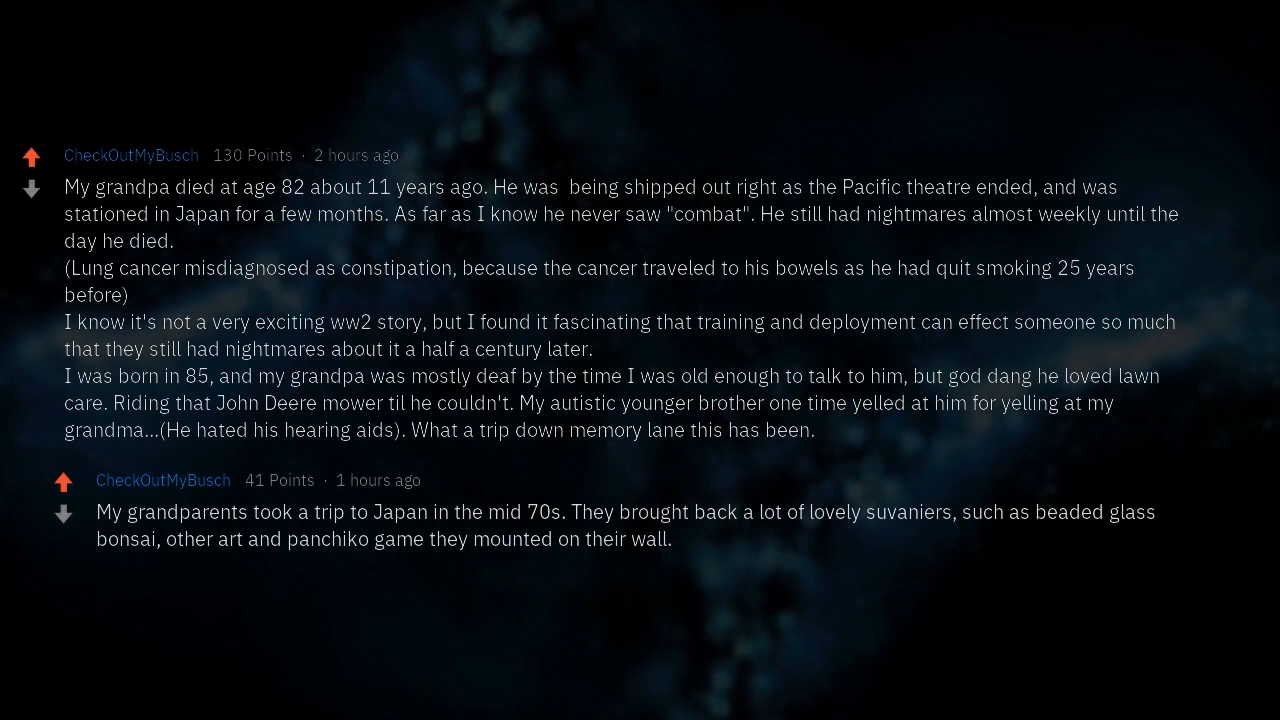 CheckOutMyBusch 130 Points · 2 hours ago
My grandpa died at age 82 about 11 years ago. He was  being shipped out right as the Pacific theatre ended, and was
stationed in Japan for a few months. As far as I know he never saw "combat". He still had nightmares almost weekly until the
day he died.
(Lung cancer misdiagnosed as constipation, because the cancer traveled to his bowels as he had quit smoking 25 years
before)
I know it's not a very exciting ww2 story, but I found it fascinating that training and deployment can effect someone so much
that they still had nightmares about it a half a century later.
I was born in 85, and my grandpa was mostly deaf by the time I was old enough to talk to him, but god dang he loved lawn
care. Riding that John Deere mower til he couldn't. My autistic younger brother one time yelled at him for yelling at my
grandma...(He hated his hearing aids). What a trip down memory lane this has been.
CheckOutMyBusch 41 Points · 1 hours ago
My grandparents took a trip to Japan in the mid 70s. They brought back a lot of lovely suvaniers, such as beaded glass
bonsai, other art and panchiko game they mounted on their wall.